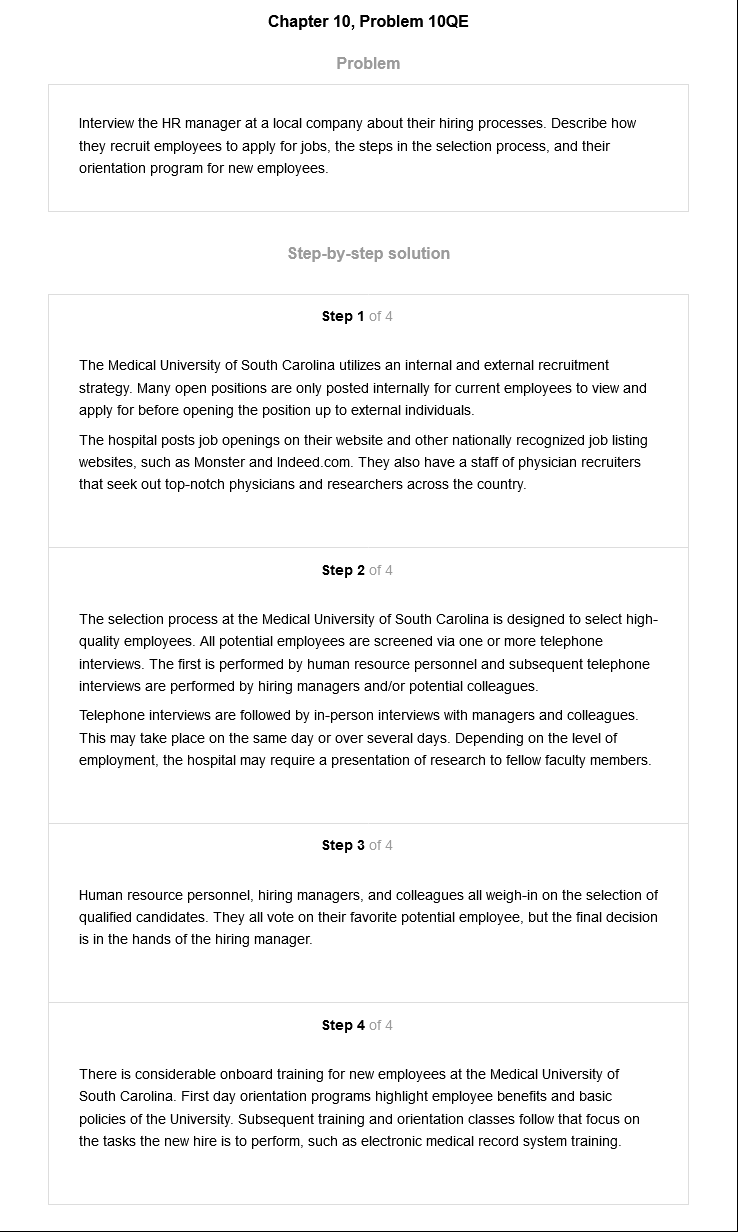 Chapter 10, Problem 10QE
Problem
Interview the HR manager at a local company about their hiring processes. Describe how
they recruit employees to apply for jobs, the steps in the selection process, and their
orientation program for new employees.
Step-by-step solution
Step 1 of 4
The Medical University of South Carolina utilizes an internal and external recruitment
strategy. Many open positions are only posted internally for current employees to view and
apply for before opening the position up to external individuals.
The hospital posts job openings on their website and other nationally recognized job listing
websites, such as Monster and Indeed.com. They also have a staff of physician recruiters
that seek out top-notch physicians and researchers across the country.
Step 2 of 4
The selection process at the Medical University of South Carolina is designed to select high-
quality employees. All potential employees are screened via one or more telephone
interviews. The first is performed by human resource personnel and subsequent telephone
interviews are performed by hiring managers and/or potential colleagues.
Telephone interviews are followed by in-person interviews with managers and colleagues.
This may take place on the same day or over several days. Depending on the level of
employment, the hospital may require a presentation of research to fellow faculty members.
Step 3 of 4
Human resource personnel, hiring managers, and colleagues all weigh-in on the selection of
qualified candidates. They all vote on their favorite potential employee, but the final decision
is in the hands of the hiring manager.
Step 4 of 4
There is considerable onboard training for new employees at the Medical University of
South Carolina. First day orientation programs highlight employee benefits and basic
policies of the University. Subsequent training and orientation classes follow that focus on
the tasks the new hire is to perform, such as electronic medical record system training.